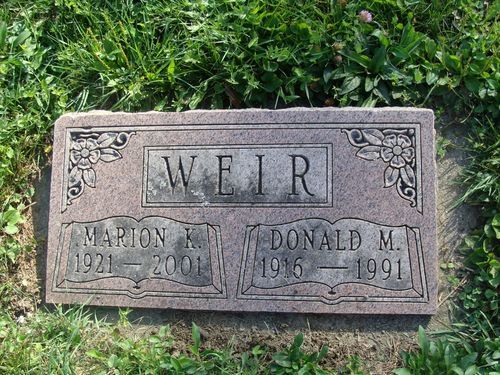 WEIR
MARION K.
1921 — 2001
DONALD M.
1916 — 1991